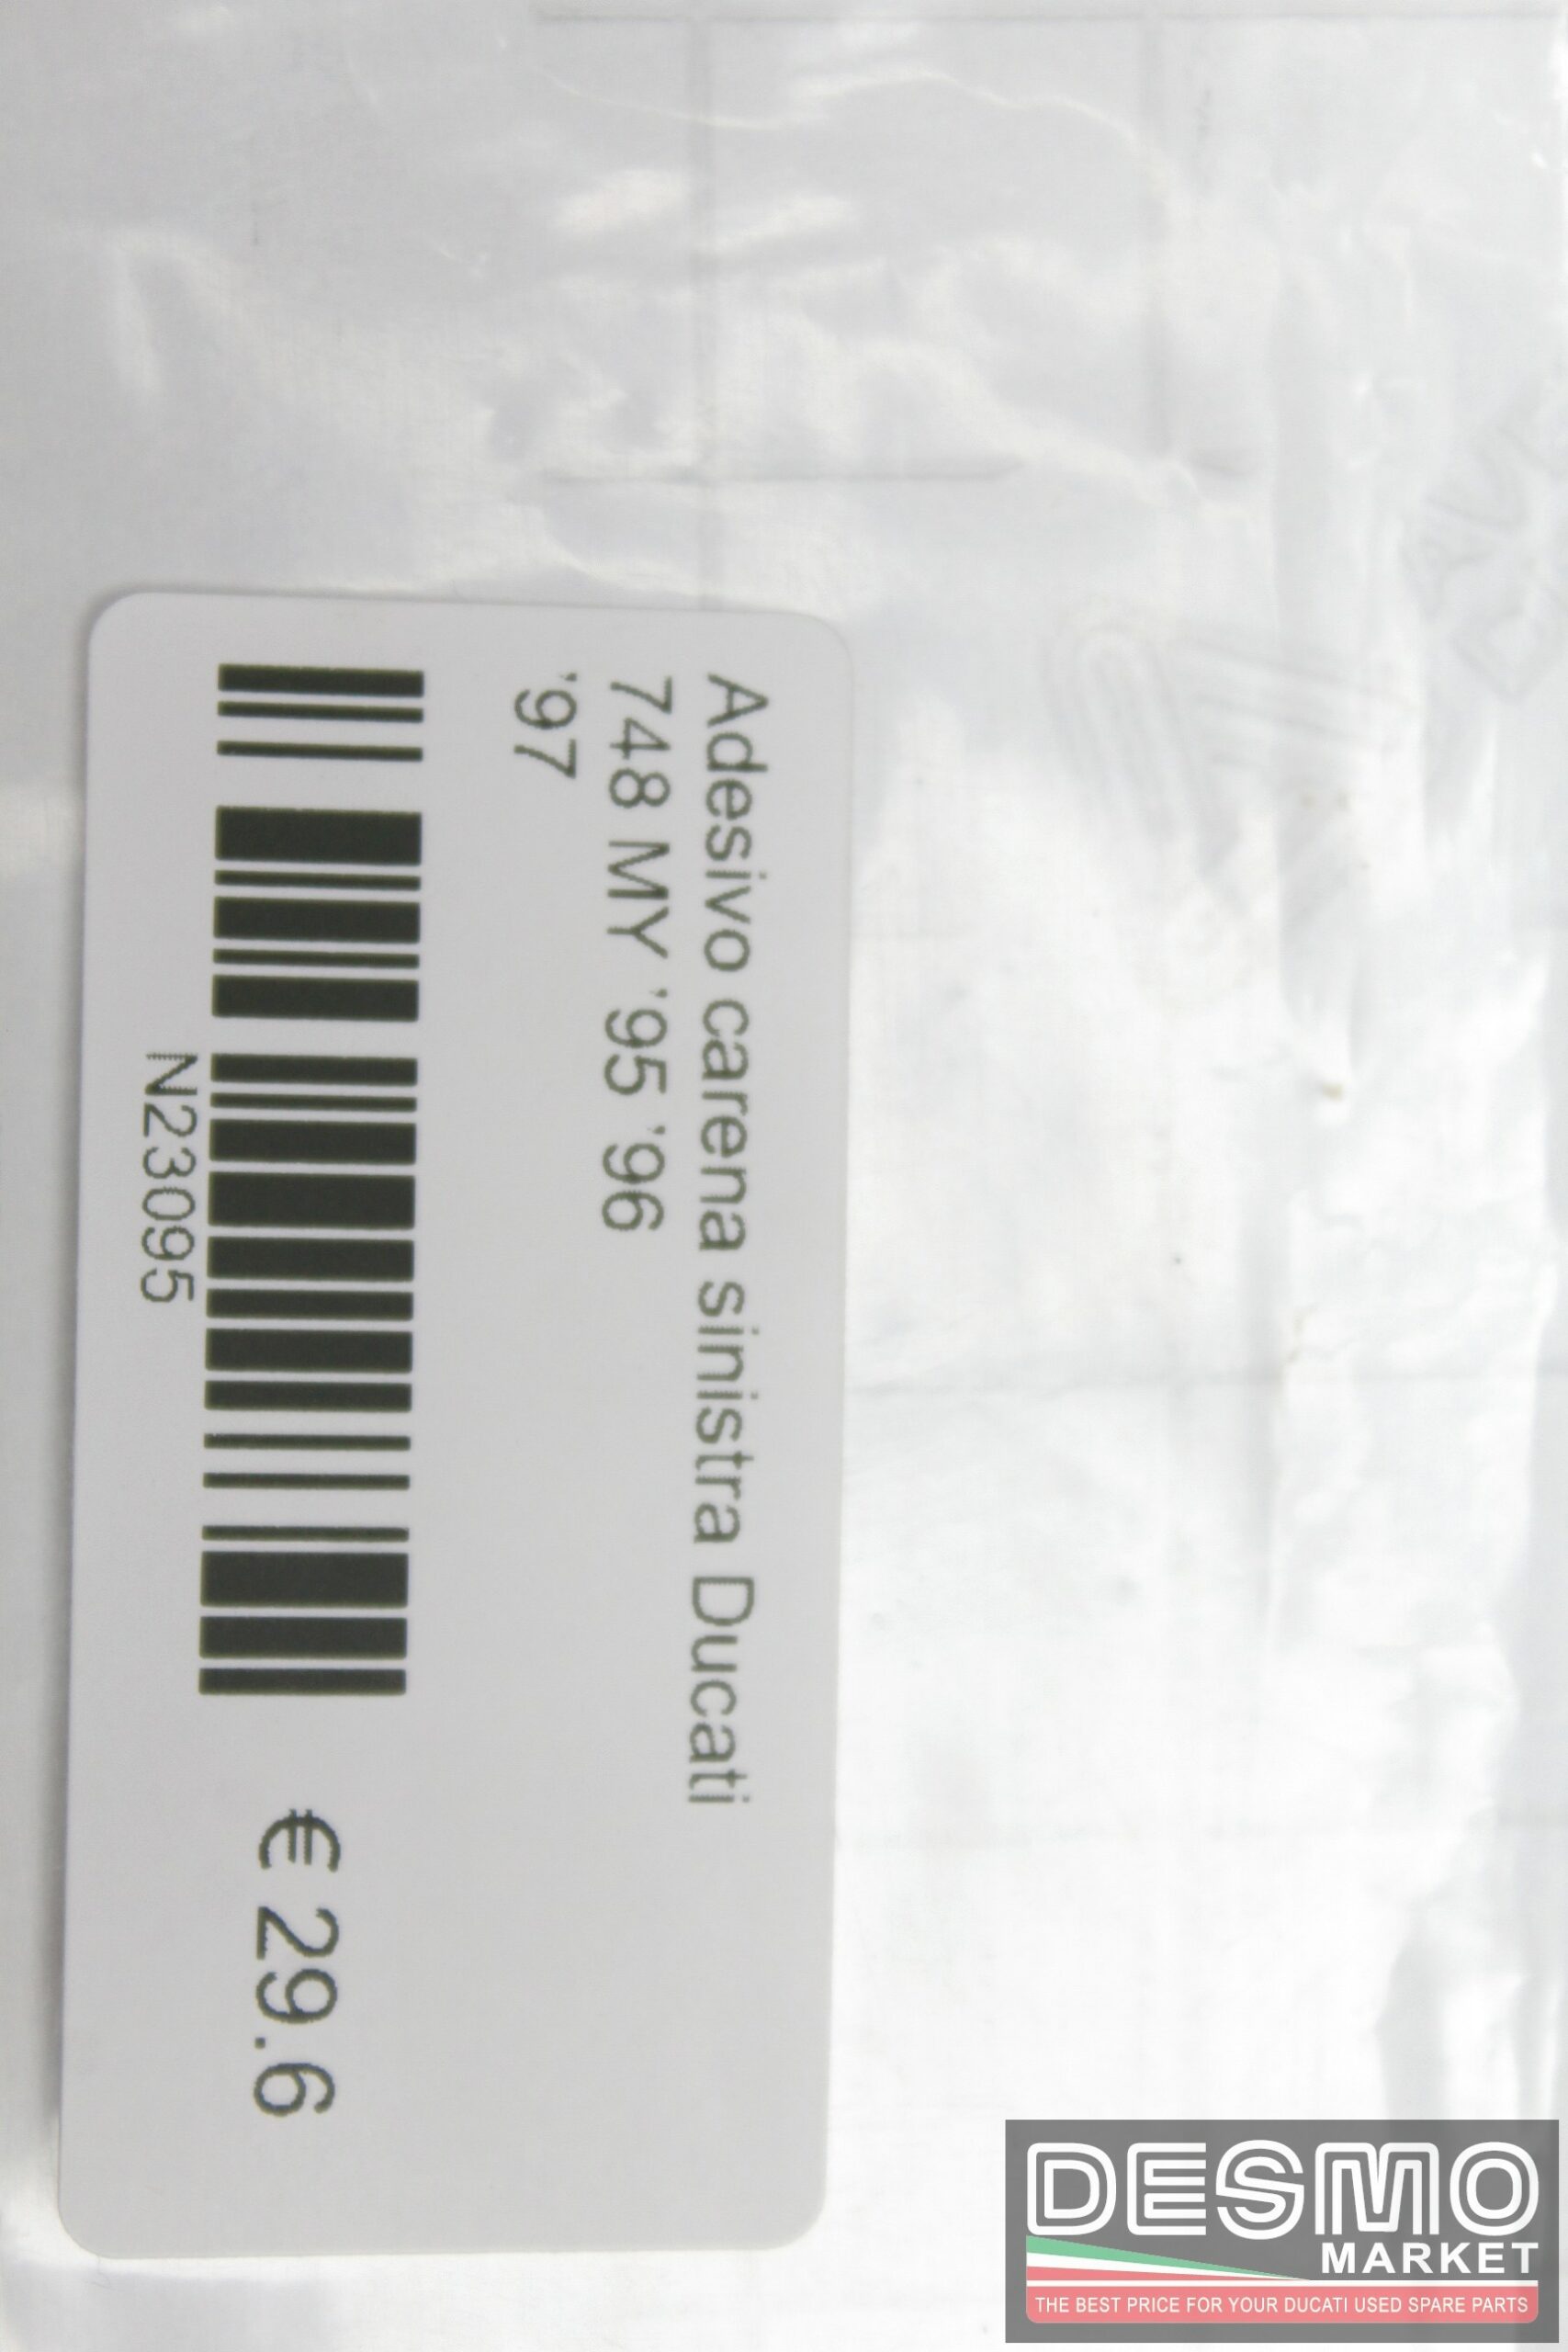 Adesivo carena sinistra Ducati
748 MY '95 '96
'97
N23095
€ 29.6
DESMO
MARKET
THE BEST PRICE FOR YOUR DUCATI USED SPARE PARTS